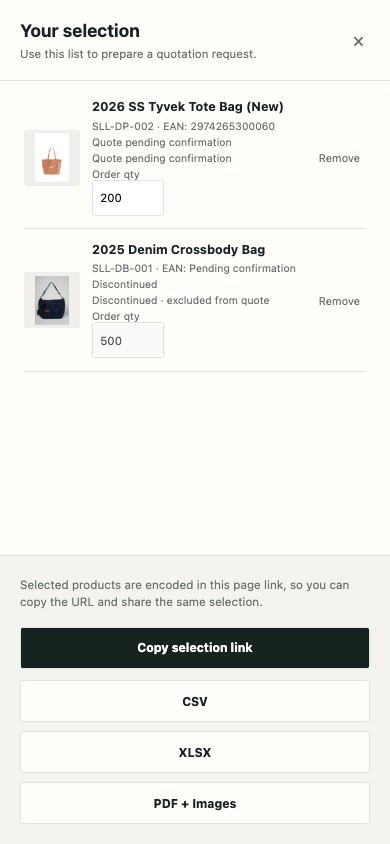 Your selection
Use this list to prepare a quotation request.
×
2026 SS Tyvek Tote Bag (New)
SLL-DP-002 · EAN: 2974265300060
Quote pending confirmation
Quote pending confirmation
Remove
Order qty
200
2025 Denim Crossbody Bag
SLL-DB-001 · EAN: Pending confirmation
Discontinued
Discontinued · excluded from quote
Remove
Order qty
500
Selected products are encoded in this page link, so you can
copy the URL and share the same selection.
Copy selection link
CSV
XLSX
PDF + Images